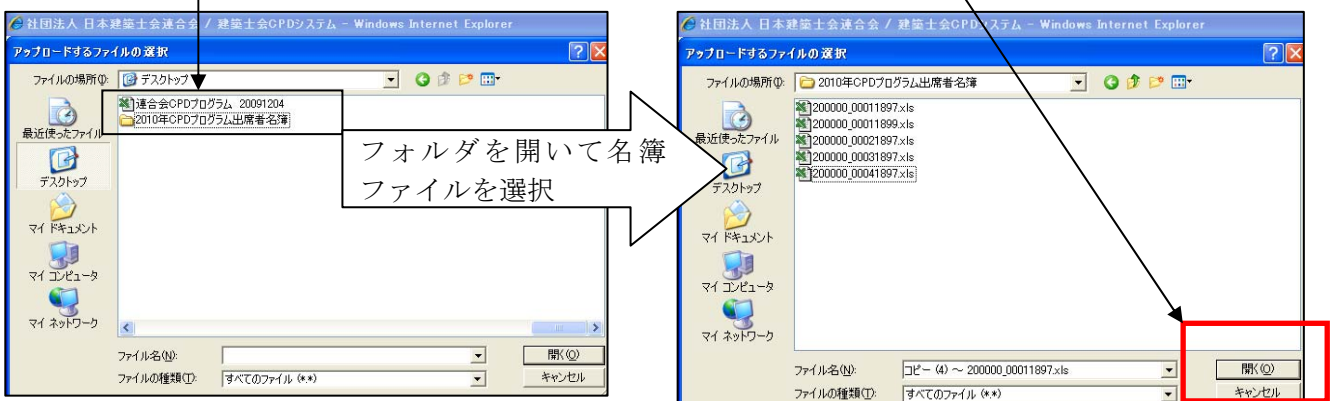 社団法人 日本建築士会連合会 / 建築士会CPDシステム - Windows Internet Explorer
アップロードするファイルの選択
ファイルの場所(I):
デスクトップ
連合会CPDプログラム 20091204
2010年CPDプログラム出席者名簿
最近使ったファイル
デスクトップ
マイ ドキュメント
マイ コンピュータ
マイ ネットワーク
ファイル名(N):
開く(O)
ファイルの種類(T):
すべてのファイル (*.*)
キャンセル
フォルダを開いて名簿
ファイルを選択
社団法人 日本建築士会連合会 / 建築士会CPDシステム - Windows Internet Explorer
アップロードするファイルの選択
ファイルの場所(I):
2010年CPDプログラム出席者名簿
200000_00011897.xls
200000_00011899.xls
200000_00021897.xls
200000_00031897.xls
200000_00041897.xls
最近使ったファイル
デスクトップ
マイ ドキュメント
マイ コンピュータ
マイ ネットワーク
ファイル名(N):
コピー (4) ～ 200000_00011897.xls
開く(O)
ファイルの種類(T):
すべてのファイル (*.*)
キャンセル